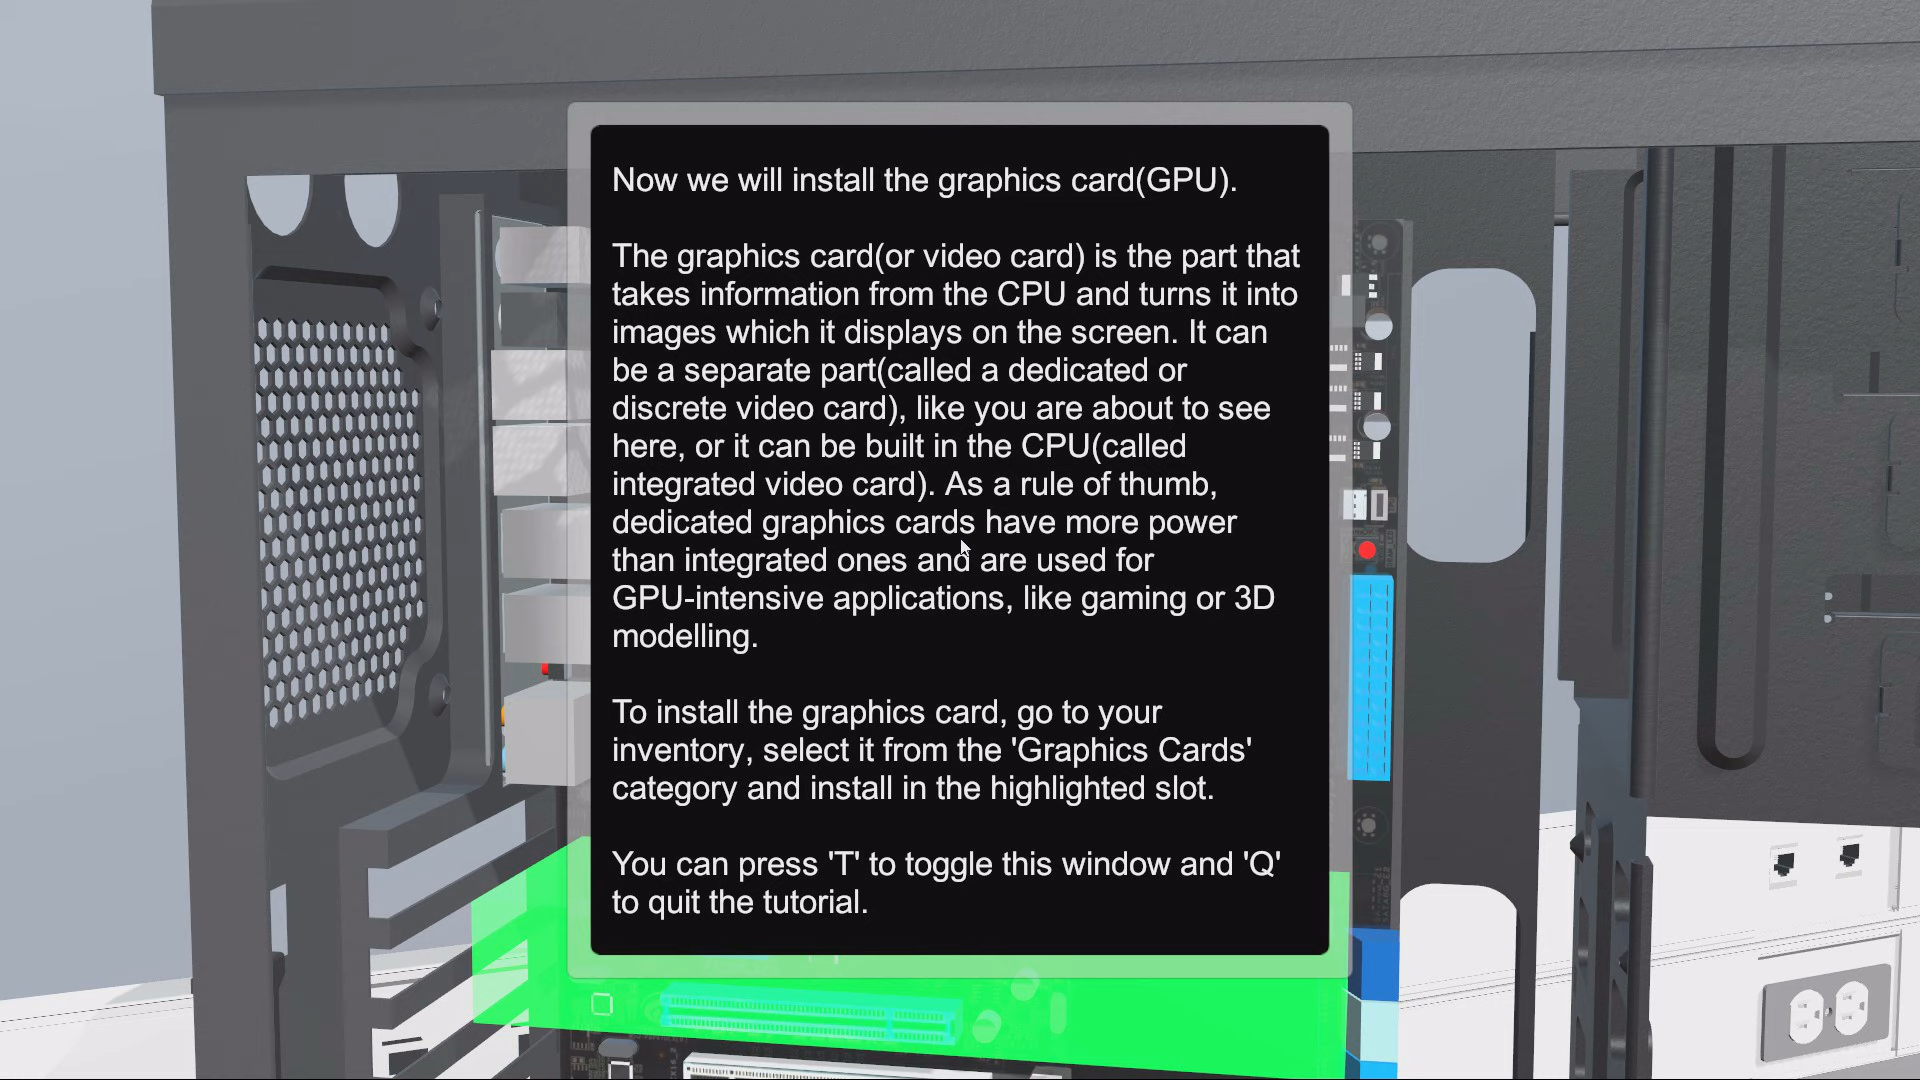 Now we will install the graphics card(GPU).
The graphics card(or video card) is the part that
takes information from the CPU and turns it into
images which it displays on the screen. It can
be a separate part(called a dedicated or
discrete video card), like you are about to see
here, or it can be built in the CPU(called
integrated video card). As a rule of thumb,
dedicated graphics cards have more power
than integrated ones and are used for
GPU-intensive applications, like gaming or 3D
modelling.
To install the graphics card, go to your
inventory, select it from the 'Graphics Cards'
category and install in the highlighted slot.
You can press 'T' to toggle this window and 'Q'
to quit the tutorial.